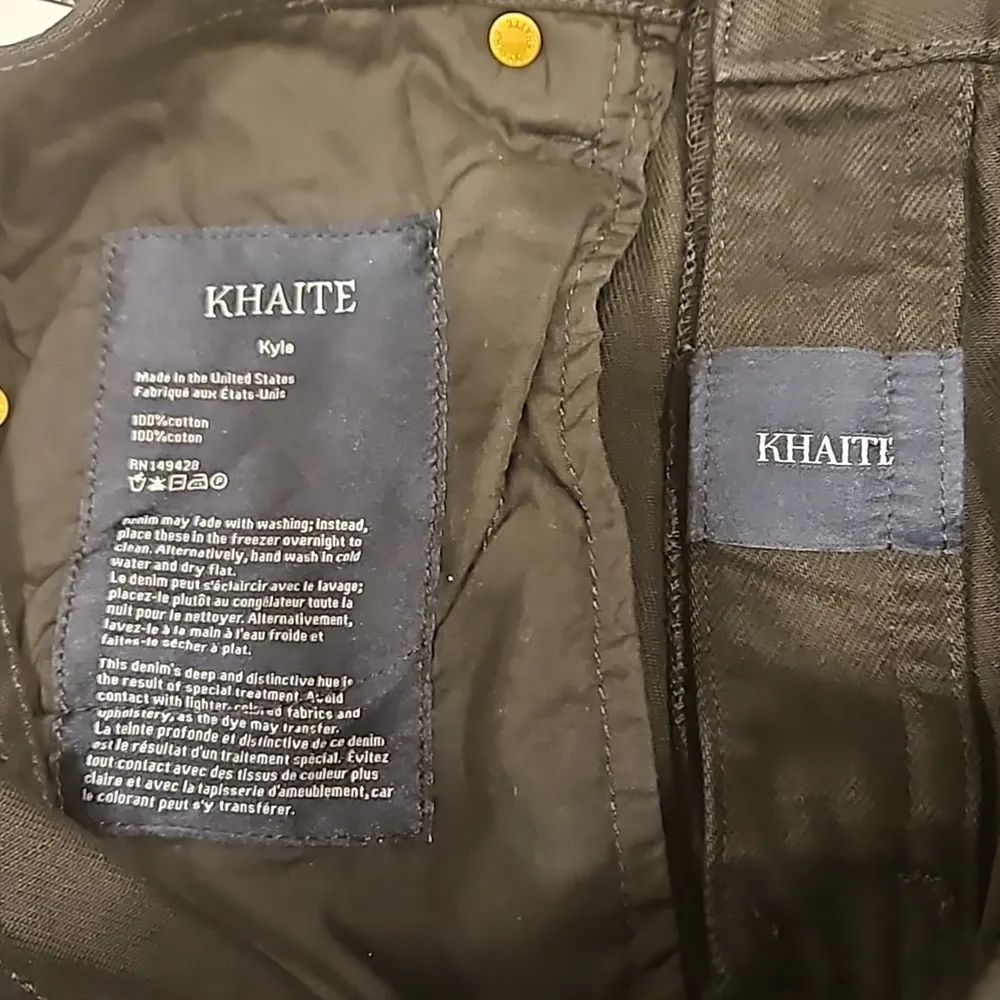 KHAITE
Kyle
Made in the United States
Fabriqué aux États-Unis
100%cotton
100%coton
RN149428
Denim may fade with washing; Instead,
place these in the freezer overnight to
clean. Alternatively, hand wash in cold
water and dry flat.
Le denim peut s'éclaircir avec le lavage;
placez-le plutôt au congélateur toute la
nuit pour le nettoyer. Alternativement,
lavez-le à la main à l'eau froide et
faites-le sécher à plat.
This denim's deep and distinctive hue is
the result of special treatment. Avoid
contact with lighter-colored fabrics and
upholstery, as the dye may transfer.
La teinte profonde et distinctive de ce denim
est le résultat d'un traitement spécial. Évitez
tout contact avec des tissus de couleur plus
claire et avec la tapisserie d'ameublement, car
le colorant peut s'y transférer.
KHAITE